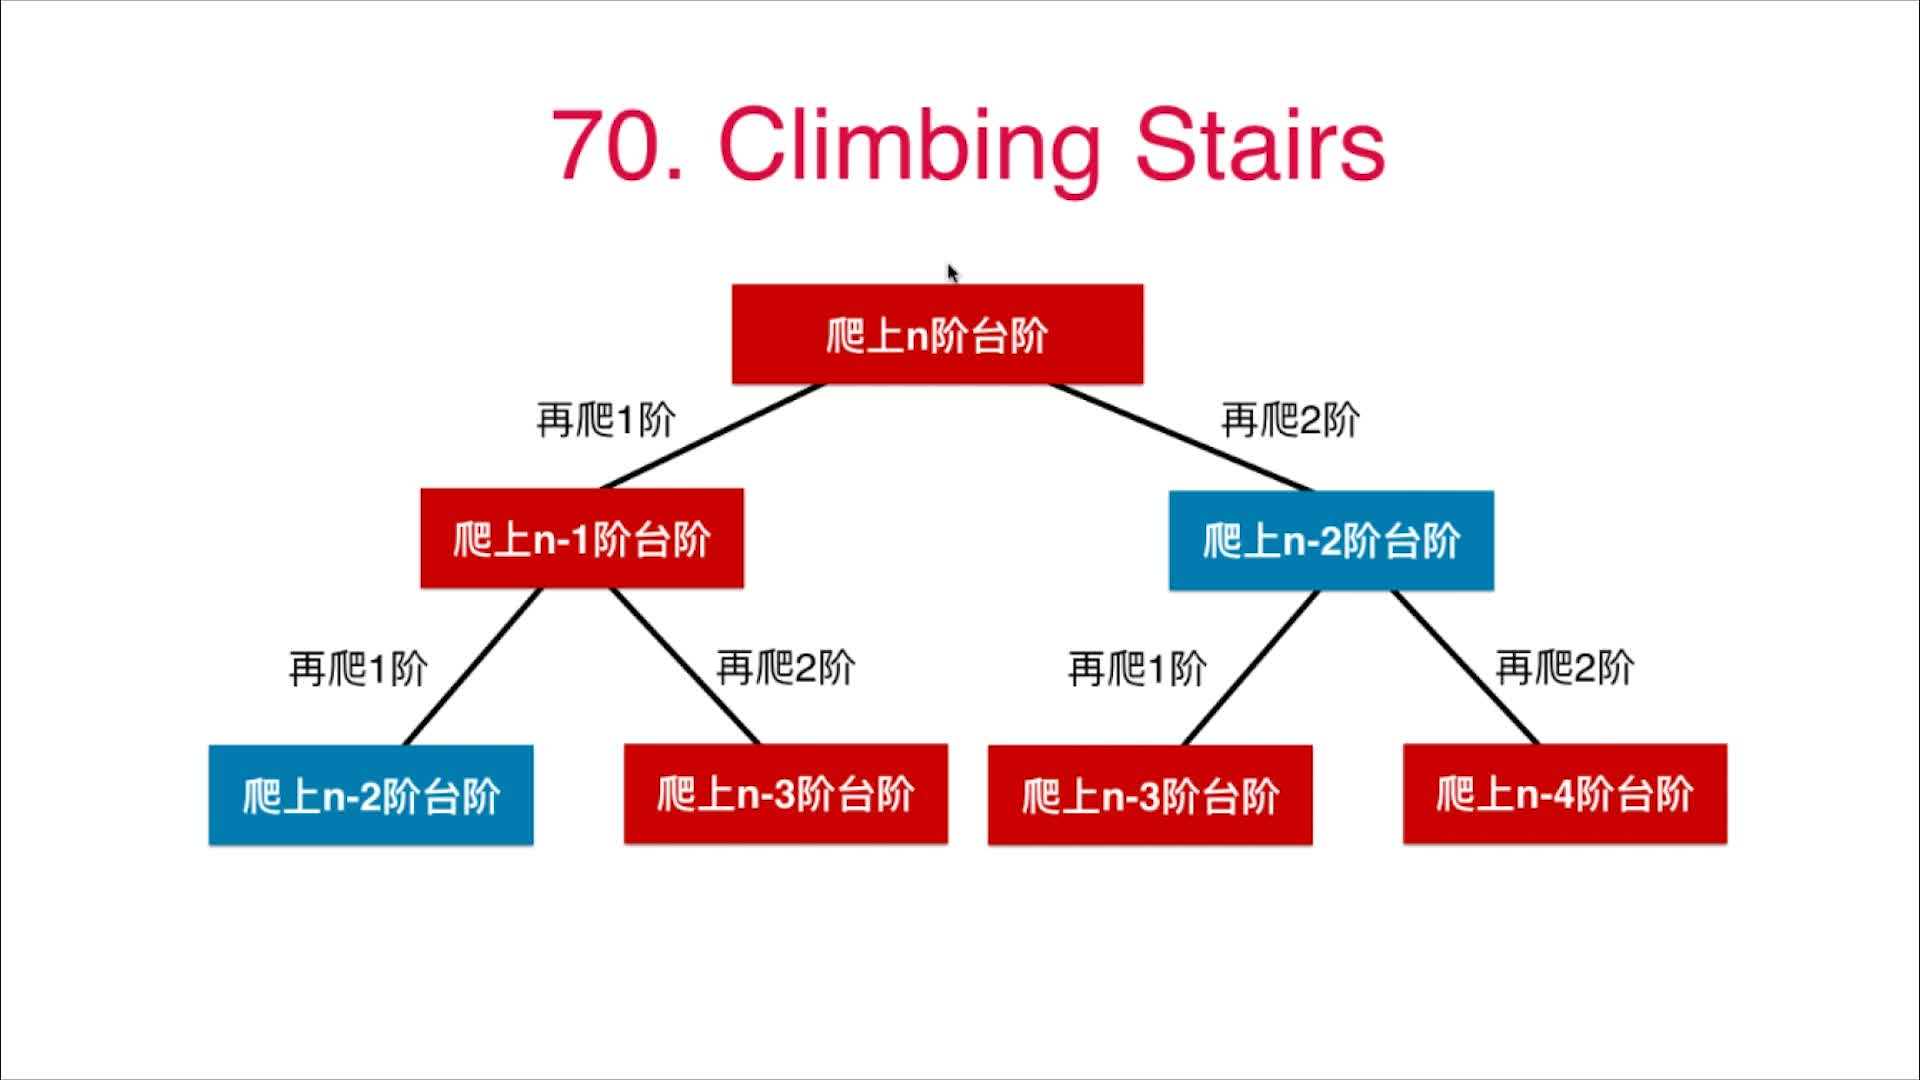 70. Climbing Stairs
爬上n阶台阶
再爬1阶
再爬2阶
爬上n-1阶台阶
爬上n-2阶台阶
再爬1阶
再爬2阶
再爬1阶
再爬2阶
爬上n-2阶台阶
爬上n-3阶台阶
爬上n-3阶台阶
爬上n-4阶台阶